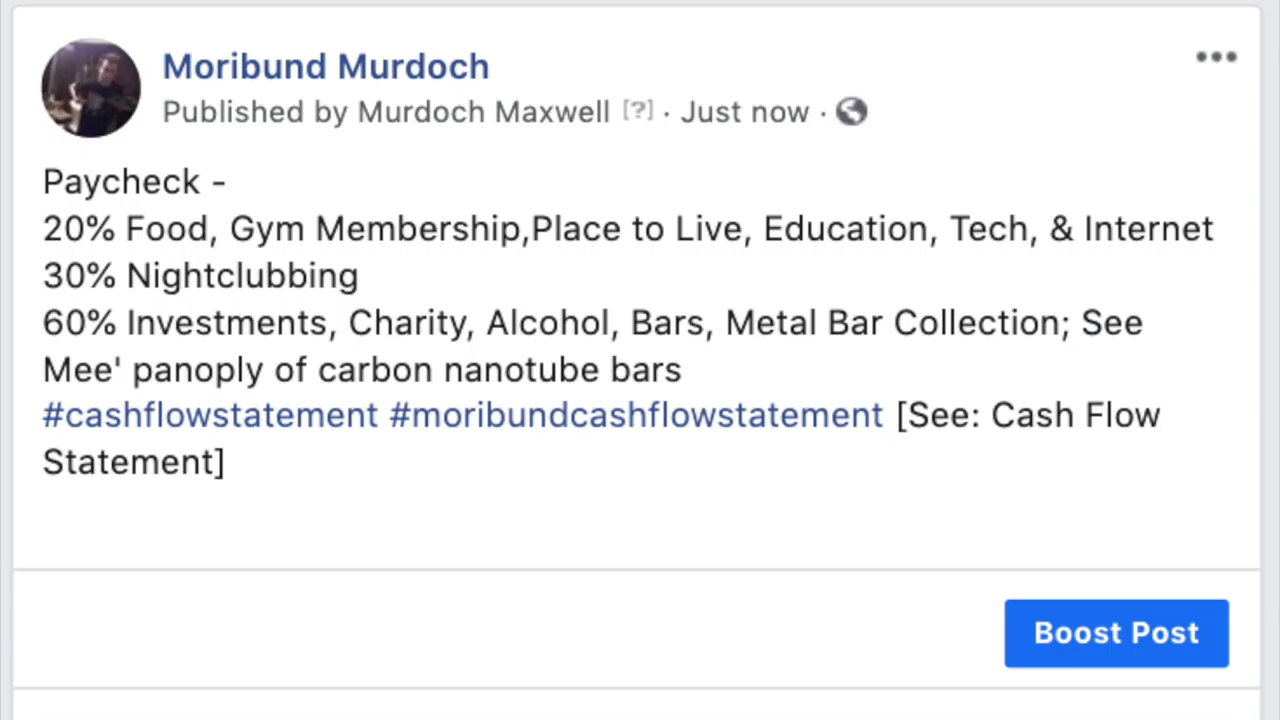 Moribund Murdoch
Published by Murdoch Maxwell [?] · Just now ·
Paycheck -
20% Food, Gym Membership,Place to Live, Education, Tech, & Internet
30% Nightclubbing
60% Investments, Charity, Alcohol, Bars, Metal Bar Collection; See
Mee' panoply of carbon nanotube bars
#cashflowstatement #moribundcashflowstatement [See: Cash Flow
Statement]
Boost Post